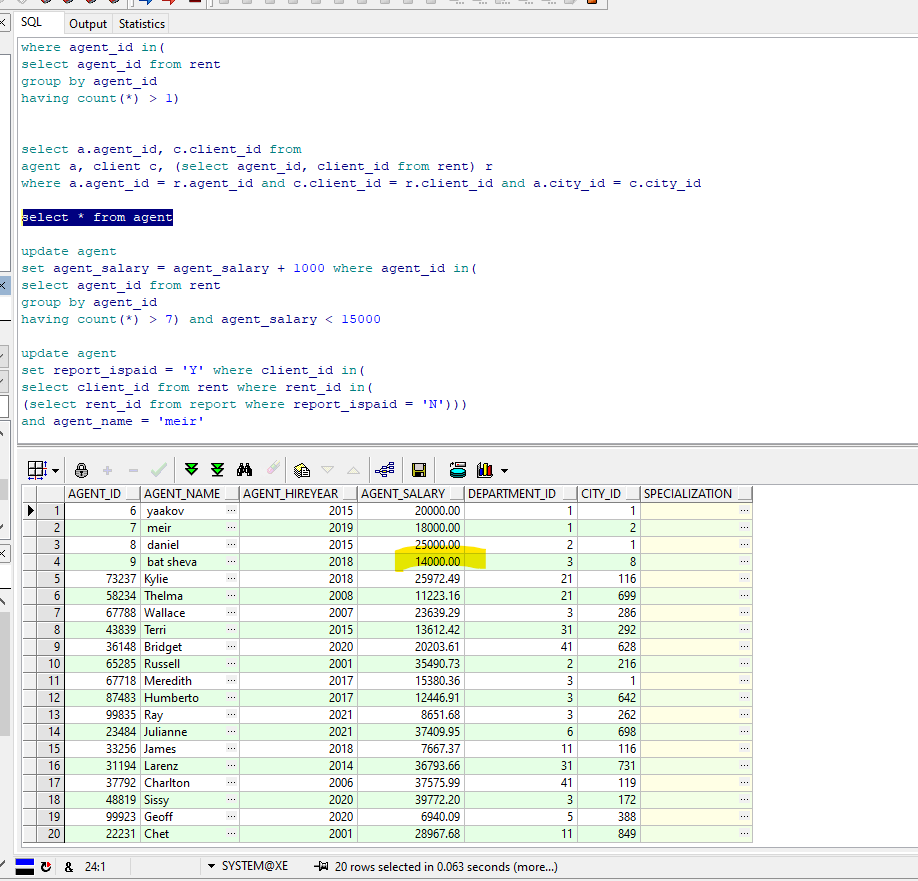 SQL Output Statistics
where agent_id in(
select agent_id from rent
group by agent_id
having count(*) > 1)
select a.agent_id, c.client_id from
agent a, client c, (select agent_id, client_id from rent) r
where a.agent_id = r.agent_id and c.client_id = r.client_id and a.city_id = c.city_id
select * from agent
update agent
set agent_salary = agent_salary + 1000 where agent_id in(
select agent_id from rent
group by agent_id
having count(*) > 7) and agent_salary < 15000
update agent
set report_ispaid = 'Y' where client_id in(
select client_id from rent where rent_id in(
(select rent_id from report where report_ispaid = 'N')))
and agent_name = 'meir'
AGENT_ID AGENT_NAME AGENT_HIREYEAR AGENT_SALARY DEPARTMENT_ID CITY_ID SPECIALIZATION
1 6 yaakov ... 2015 20000.00 1 1 ...
2 7 meir ... 2019 18000.00 1 2 ...
3 8 daniel ... 2015 25000.00 2 1 ...
4 9 bat sheva ... 2018 14000.00 3 8 ...
5 73237 Kylie ... 2018 25972.49 21 116 ...
6 58234 Thelma ... 2008 11223.16 21 699 ...
7 67788 Wallace ... 2007 23639.29 3 286 ...
8 43839 Terri ... 2015 13612.42 31 292 ...
9 36148 Bridget ... 2020 20203.61 41 628 ...
10 65285 Russell ... 2001 35490.73 2 216 ...
11 67718 Meredith ... 2017 15380.36 3 1 ...
12 87483 Humberto ... 2017 12446.91 3 642 ...
13 99835 Ray ... 2021 8651.68 3 262 ...
14 23484 Julianne ... 2021 37409.95 6 698 ...
15 33256 James ... 2018 7667.37 11 116 ...
16 31194 Larenz ... 2014 36793.66 31 731 ...
17 37792 Charlton ... 2006 37575.99 41 119 ...
18 48819 Sissy ... 2020 39772.20 3 172 ...
19 99923 Geoff ... 2020 6940.09 5 388 ...
20 22231 Chet ... 2001 28967.68 11 849 ...
& 24:1 SYSTEM@XE 20 rows selected in 0.063 seconds (more...)